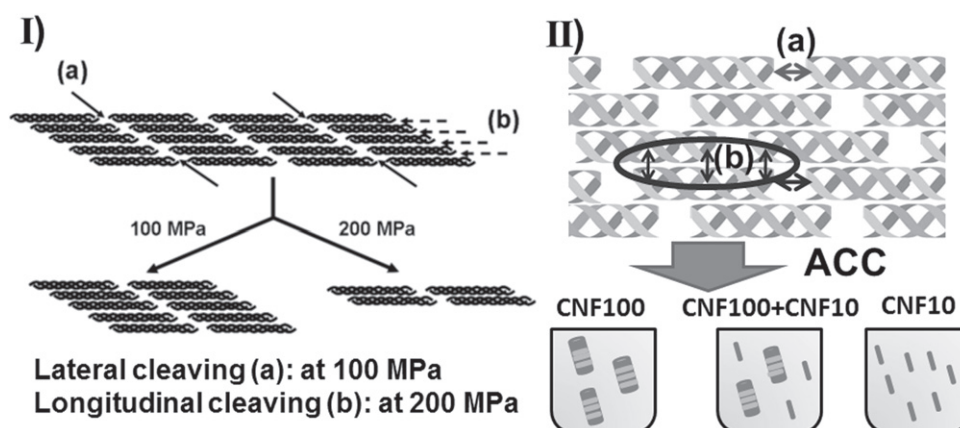 I)
(a)
(b)
100 MPa
200 MPa
Lateral cleaving (a): at 100 MPa
Longitudinal cleaving (b): at 200 MPa
II)
(a)
(b)
ACC
CNF100
CNF100+CNF10
CNF10